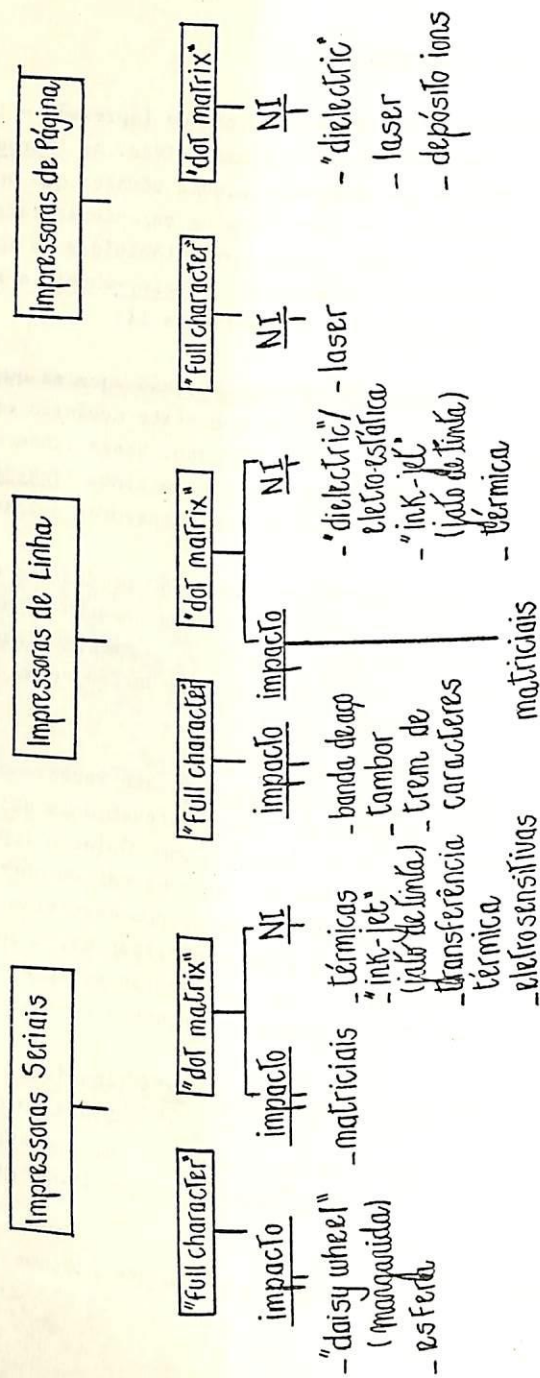 Impressoras Seriais
"Full character"
impacto
- "daisy wheel"
(margarida)
- esfera
"dot matrix"
impacto
- matriciais
NI
- térmicas
- "ink-jet"
(jato de tinta)
- transferência
térmica
- eletrosensitivas
Impressoras de Linha
"Full character"
impacto
- banda de aço
- tambor
- trem de
caracteres
"dot matrix"
impacto
matriciais
NI
- "dielectric"/
eletro-estática
- "ink-jet"
(jato de tinta)
- térmica
Impressoras de Página
"Full character"
NI
- laser
"dot matrix"
NI
- "dielectric"
- laser
- depósito ions